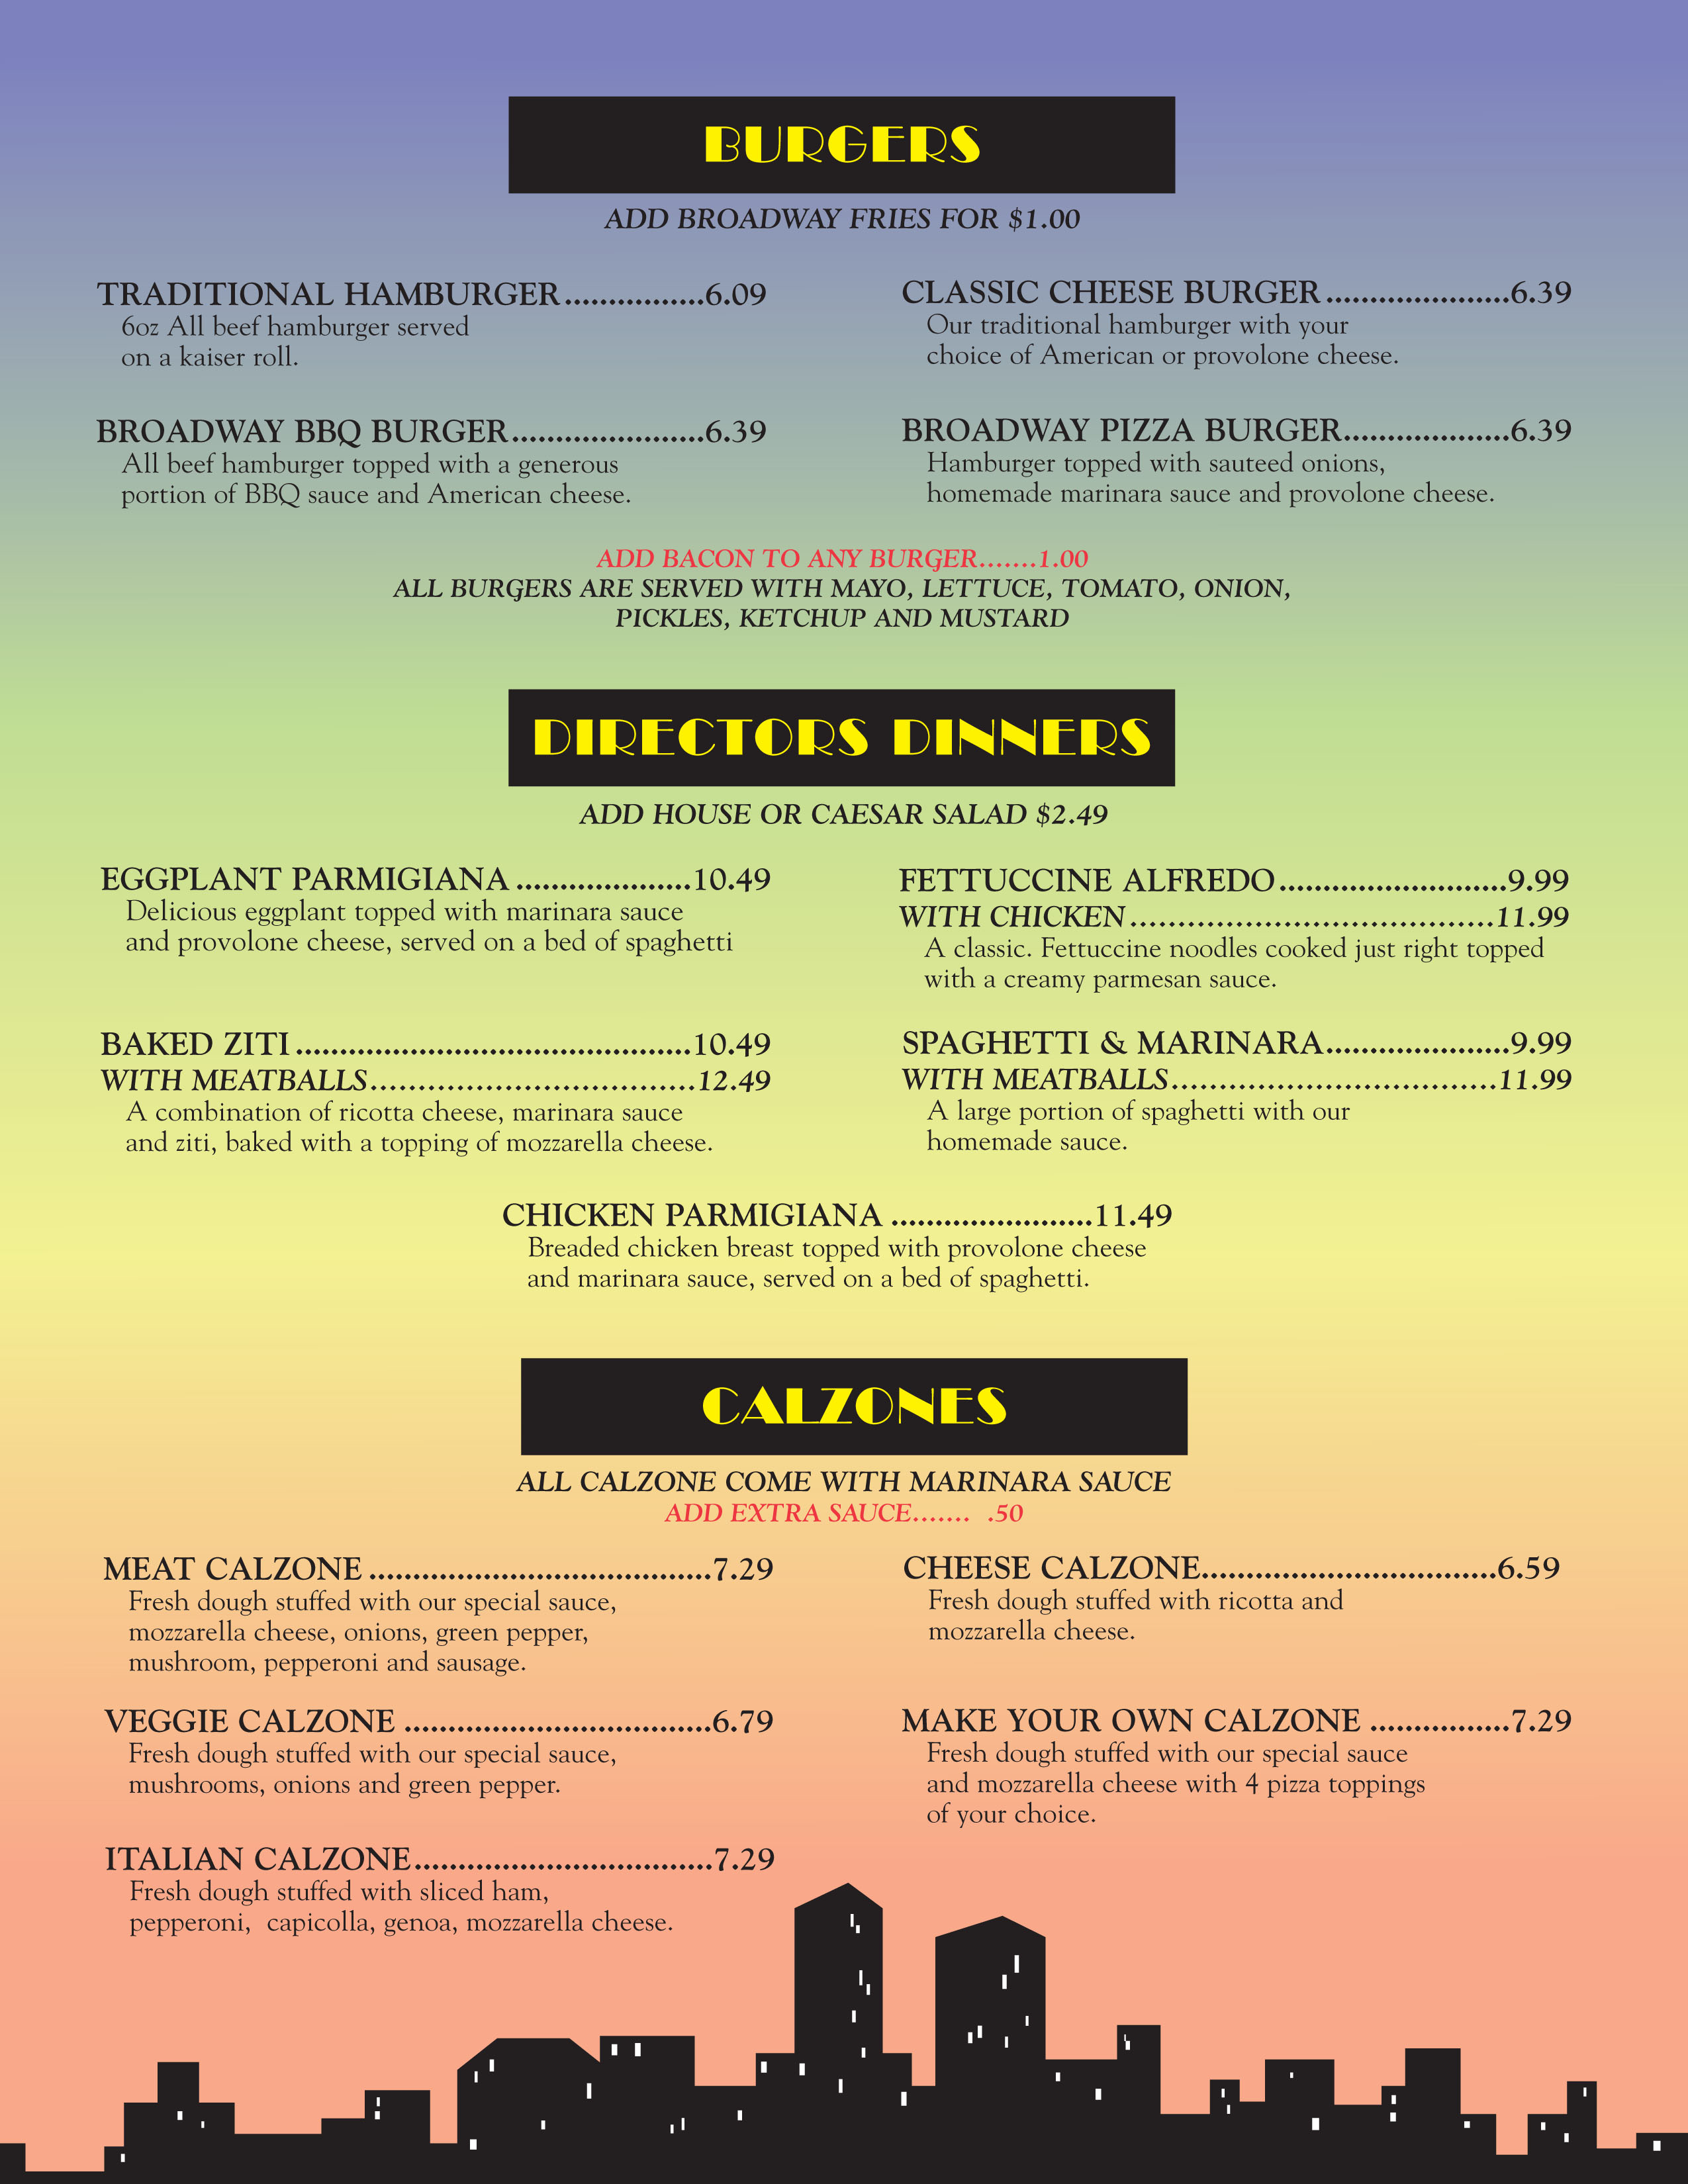 BURGERS
ADD BROADWAY FRIES FOR $1.00
TRADITIONAL HAMBURGER................6.09
6oz All beef hamburger served
on a kaiser roll.
CLASSIC CHEESE BURGER.....................6.39
Our traditional hamburger with your
choice of American or provolone cheese.
BROADWAY BBQ BURGER......................6.39
All beef hamburger topped with a generous
portion of BBQ sauce and American cheese.
BROADWAY PIZZA BURGER...................6.39
Hamburger topped with sauteed onions,
homemade marinara sauce and provolone cheese.
ADD BACON TO ANY BURGER.......1.00
ALL BURGERS ARE SERVED WITH MAYO, LETTUCE, TOMATO, ONION,
PICKLES, KETCHUP AND MUSTARD
DIRECTORS DINNERS
ADD HOUSE OR CAESAR SALAD $2.49
EGGPLANT PARMIGIANA....................10.49
Delicious eggplant topped with marinara sauce
and provolone cheese, served on a bed of spaghetti
FETTUCCINE ALFREDO..........................9.99
WITH CHICKEN.......................................11.99
A classic. Fettuccine noodles cooked just right topped
with a creamy parmesan sauce.
BAKED ZITI.............................................10.49
WITH MEATBALLS..................................12.49
A combination of ricotta cheese, marinara sauce
and ziti, baked with a topping of mozzarella cheese.
SPAGHETTI & MARINARA.....................9.99
WITH MEATBALLS..................................11.99
A large portion of spaghetti with our
homemade sauce.
CHICKEN PARMIGIANA.......................11.49
Breaded chicken breast topped with provolone cheese
and marinara sauce, served on a bed of spaghetti.
CALZONES
ALL CALZONE COME WITH MARINARA SAUCE
ADD EXTRA SAUCE....... .50
MEAT CALZONE.......................................7.29
Fresh dough stuffed with our special sauce,
mozzarella cheese, onions, green pepper,
mushroom, pepperoni and sausage.
CHEESE CALZONE..................................6.59
Fresh dough stuffed with ricotta and
mozzarella cheese.
VEGGIE CALZONE...................................6.79
Fresh dough stuffed with our special sauce,
mushrooms, onions and green pepper.
MAKE YOUR OWN CALZONE................7.29
Fresh dough stuffed with our special sauce
and mozzarella cheese with 4 pizza toppings
of your choice.
ITALIAN CALZONE..................................7.29
Fresh dough stuffed with sliced ham,
pepperoni, capicolla, genoa, mozzarella cheese.